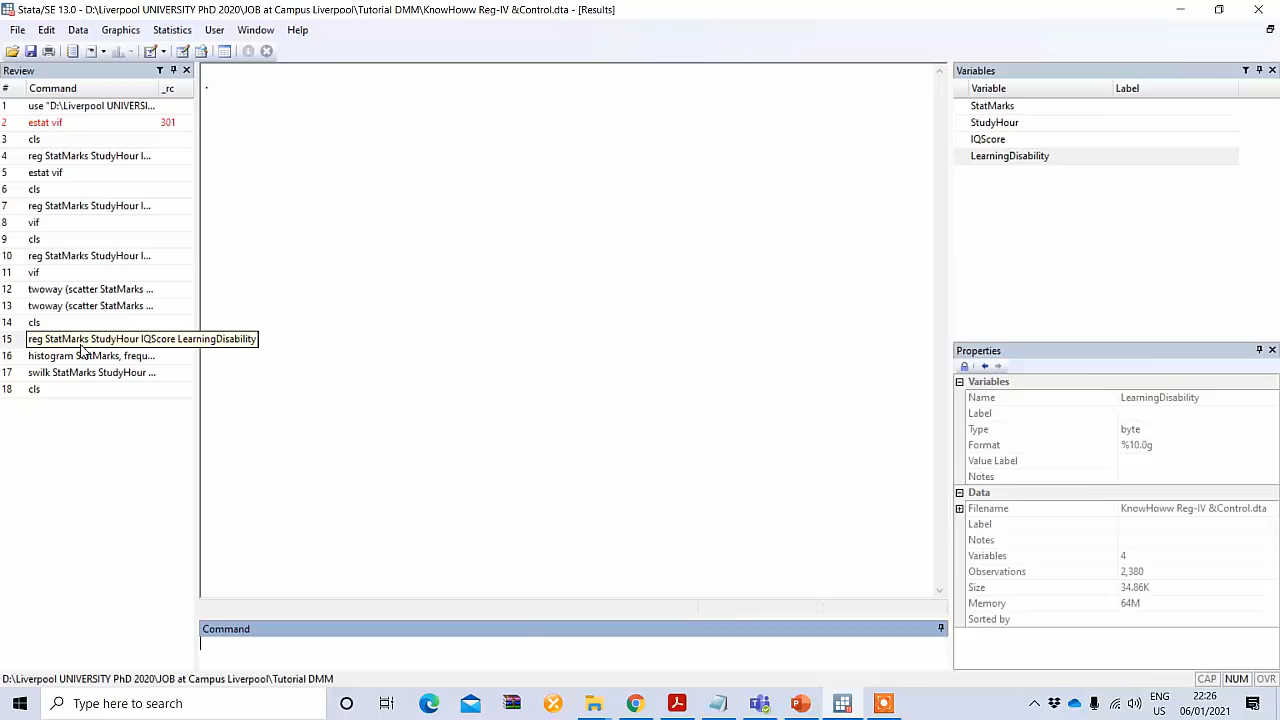 Stata/SE 13.0 - D:\Liverpool UNIVERSITY PhD 2020\JOB at Campus Liverpool\Tutorial DMM\KnowHoww Reg-IV &Control.dta - [Results]
File Edit Data Graphics Statistics User Window Help
Review
# Command _rc
1 use "D:\Liverpool UNIVERSI...
2 estat vif 301
3 cls
4 reg StatMarks StudyHour I...
5 estat vif
6 cls
7 reg StatMarks StudyHour I...
8 vif
9 cls
10 reg StatMarks StudyHour I...
11 vif
12 twoway (scatter StatMarks ...
13 twoway (scatter StatMarks ...
14 cls
15 reg StatMarks StudyHour IQScore LearningDisability
16 histogram StatMarks, frequ...
17 swilk StatMarks StudyHour ...
18 cls
.
Command
Variables
Variable Label
StatMarks
StudyHour
IQScore
LearningDisability
Properties
Variables
Name LearningDisability
Label
Type byte
Format %10.0g
Value Label
Notes
Data
Filename KnowHoww Reg-IV &Control.dta
Label
Notes
Variables 4
Observations 2,380
Size 34.86K
Memory 64M
Sorted by
D:\Liverpool UNIVERSITY PhD 2020\JOB at Campus Liverpool\Tutorial DMM
CAP NUM OVR
Type here to search
ENG
US
22:26
06/01/2021